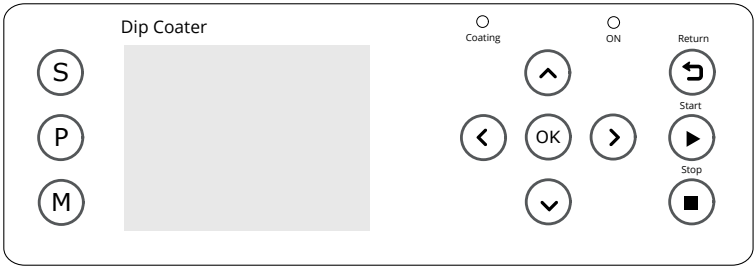 Dip Coater
Coating
ON
Return
S
Start
P
OK
Stop
M